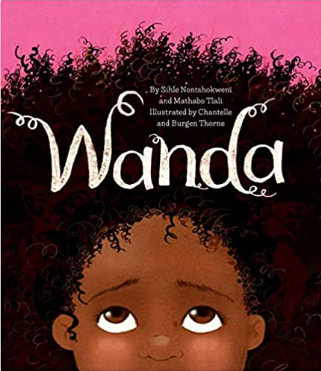 By Sihle Nontshokweni
and Mathabo Tlali
Illustrated by Chantelle
and Burgen Thorne
Wanda